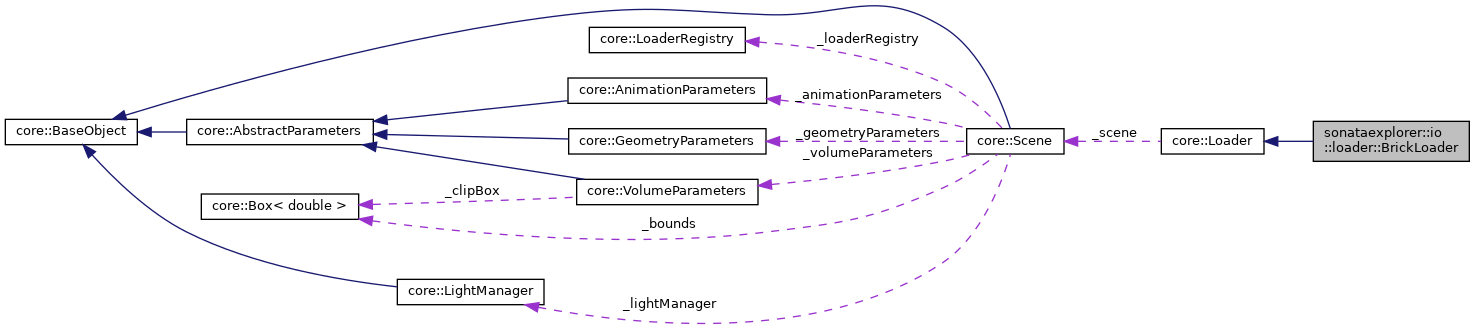 core::LoaderRegistry
_loaderRegistry
core::AnimationParameters
_animationParameters
core::BaseObject
core::AbstractParameters
core::GeometryParameters
_geometryParameters
core::Scene
_scene
core::Loader
sonataexplorer::io
::loader::BrickLoader
_volumeParameters
core::VolumeParameters
_clipBox
core::Box< double >
_bounds
core::LightManager
_lightManager